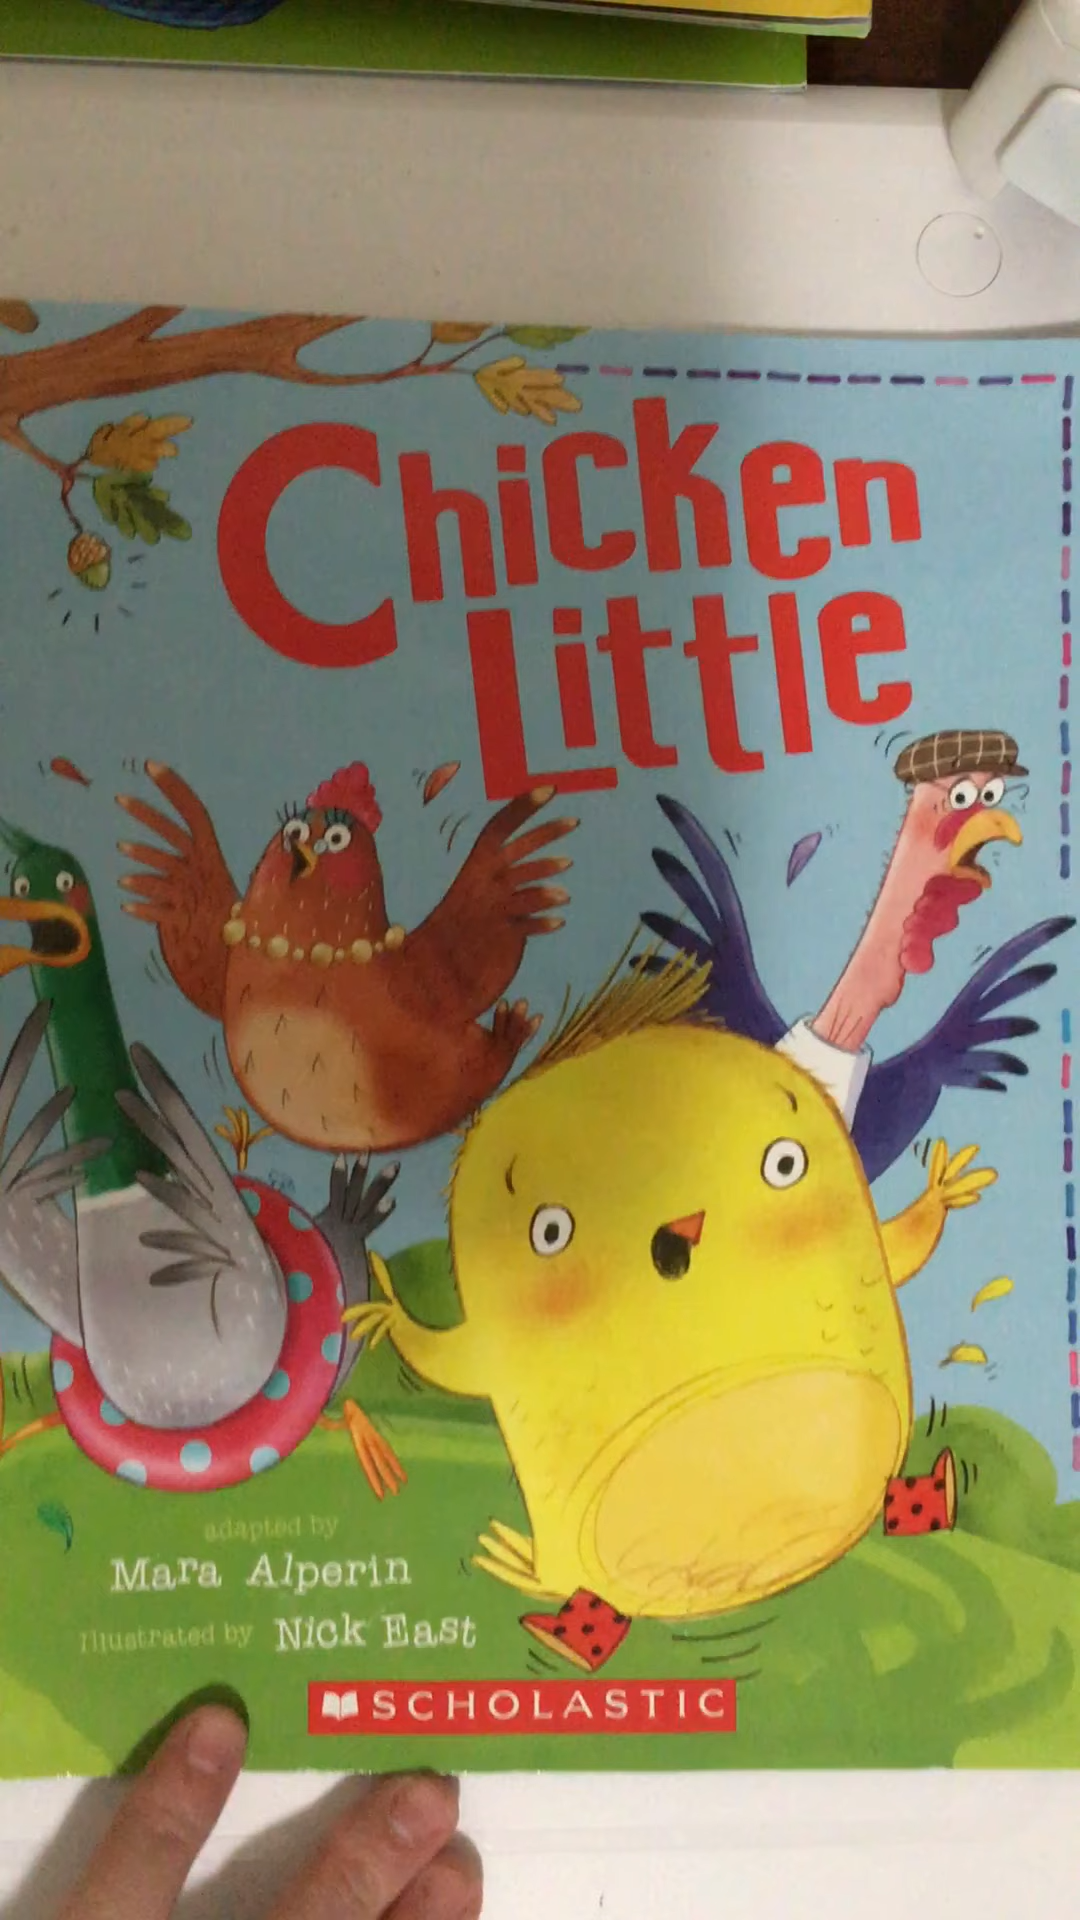 Chicken
Little
adapted by
Mara Alperin
Illustrated by Nick East
SCHOLASTIC